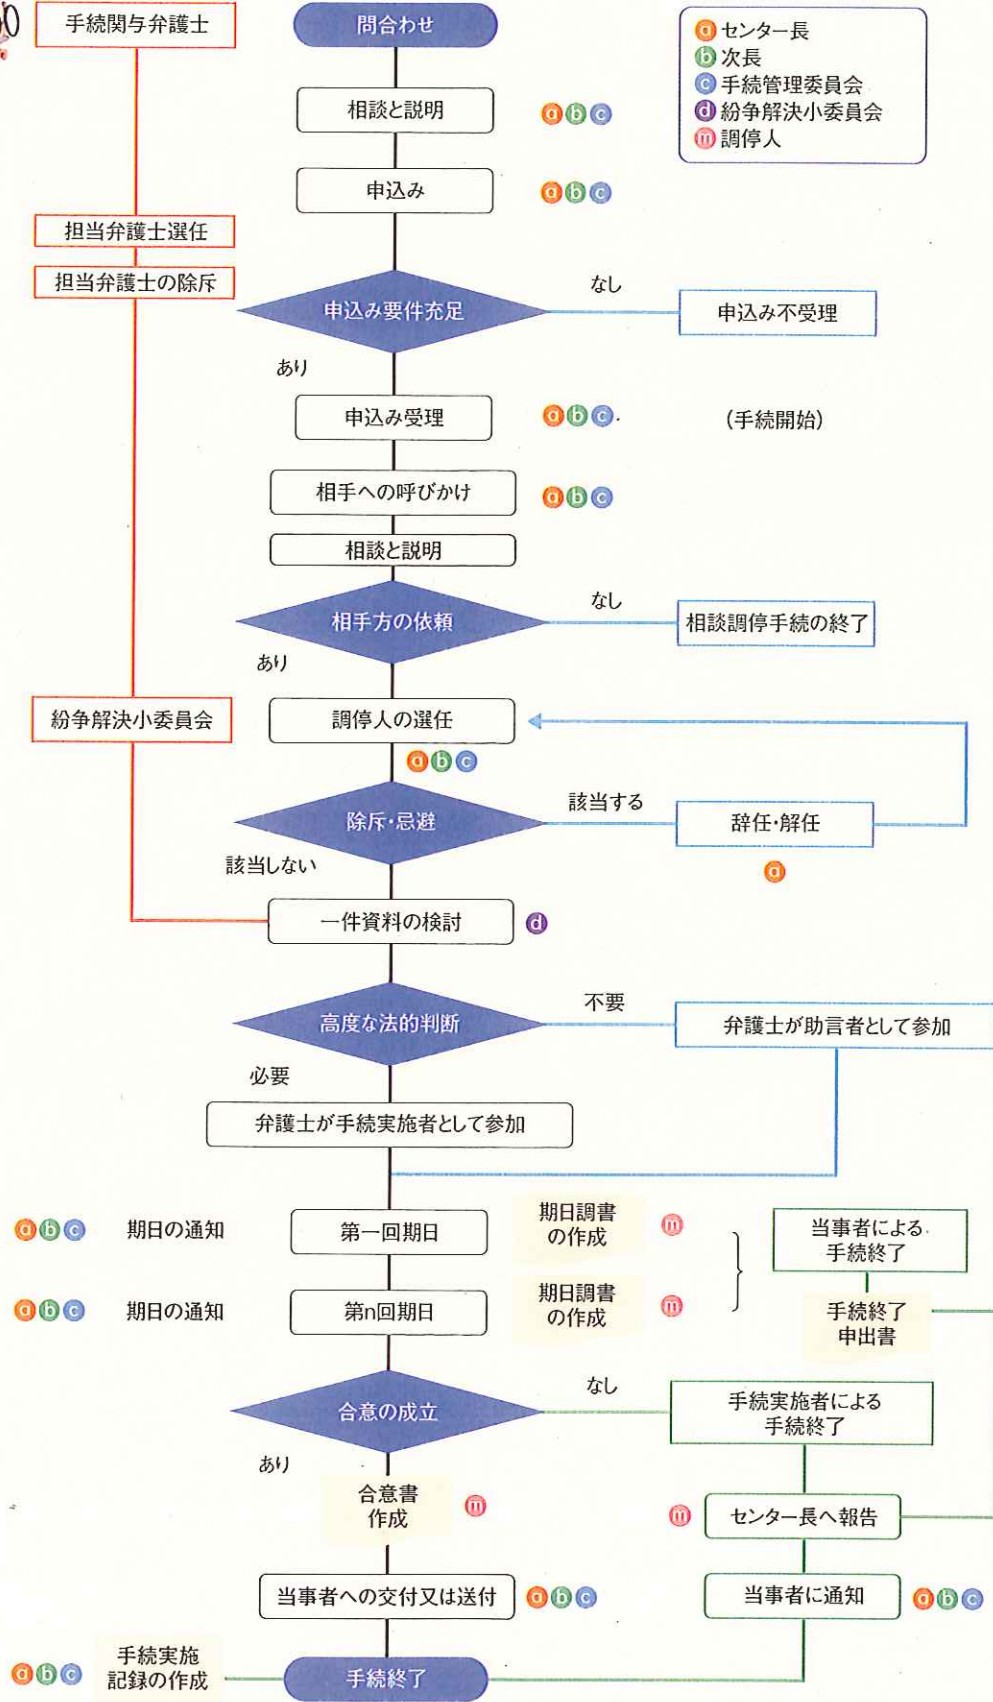 手続関与弁護士
問合わせ
a センター長
b 次長
c 手続管理委員会
d 紛争解決小委員会
m 調停人
相談と説明
a b c
申込み
a b c
担当弁護士選任
担当弁護士の除斥
申込み要件充足
なし
申込み不受理
あり
申込み受理
a b c
(手続開始)
相手への呼びかけ
a b c
相談と説明
相手方の依頼
なし
相談調停手続の終了
あり
紛争解決小委員会
調停人の選任
a b c
除斥・忌避
該当する
辞任・解任
a
該当しない
一件資料の検討
d
高度な法的判断
不要
弁護士が助言者として参加
必要
弁護士が手続実施者として参加
a b c
期日の通知
第一回期日
期日調書
の作成
m
当事者による
手続終了
a b c
期日の通知
第n回期日
期日調書
の作成
m
手続終了
申出書
合意の成立
なし
手続実施者による
手続終了
あり
合意書
作成
m
m
センター長へ報告
当事者への交付又は送付
a b c
当事者に通知
a b c
a b c
手続実施
記録の作成
手続終了